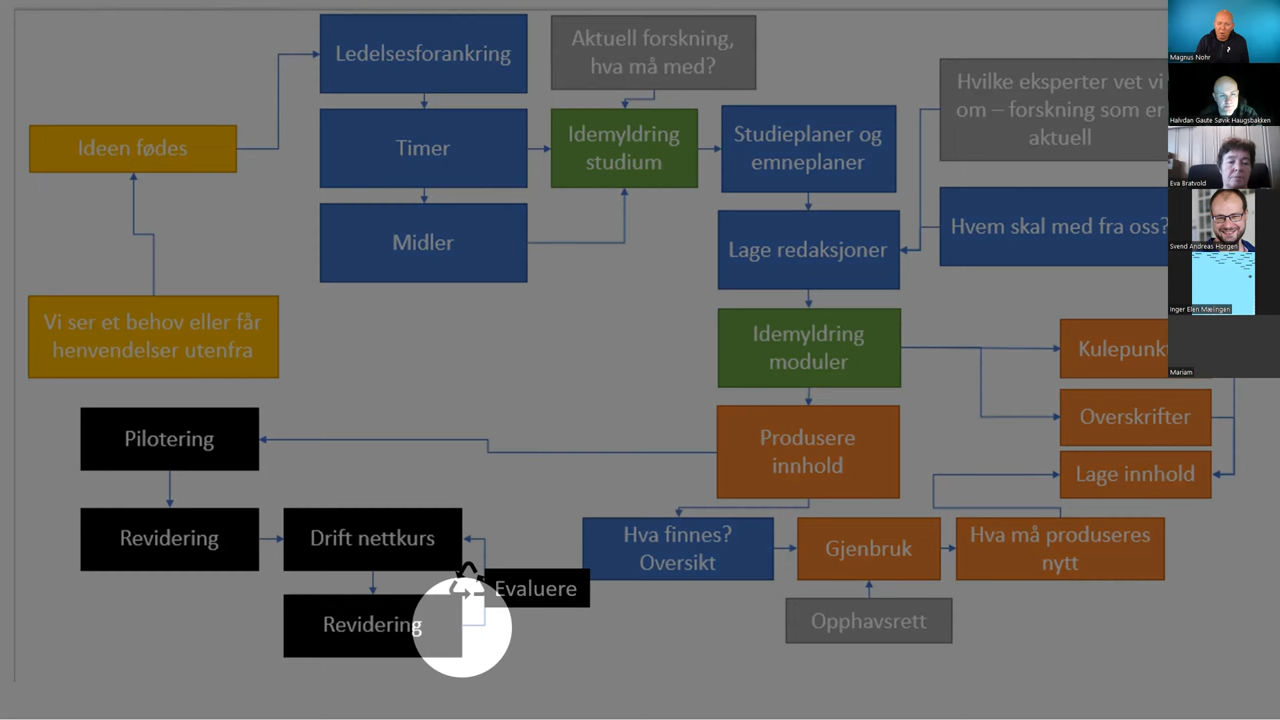 Ledelsesforankring
Aktuell forskning,
hva må med?
Hvilke eksperter vet vi
om – forskning som er
aktuell
Ideen fødes
Timer
Idemyldring
studium
Studieplaner og
emneplaner
Midler
Lage redaksjoner
Hvem skal med fra oss?
Vi ser et behov eller får
henvendelser utenfra
Idemyldring
moduler
Kulepunkt
Overskrifter
Lage innhold
Pilotering
Produsere
innhold
Revidering
Drift nettkurs
Hva finnes?
Oversikt
Gjenbruk
Hva må produseres
nytt
Evaluere
Revidering
Opphavsrett
Magnus Nohr
Halvdan Gaute Søvik Haugsbakken
Eva Bratvold
Svend Andreas Horgen
Inger Elen Mælingen
Mariam